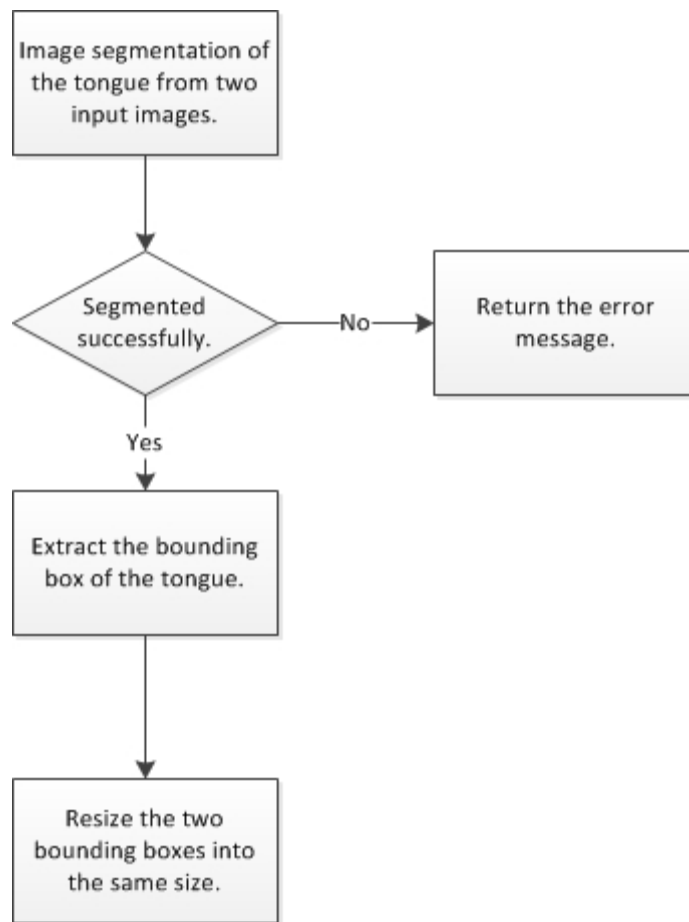 Image segmentation of
the tongue from two
input images.
Segmented
successfully.
No
Return the error
message.
Yes
Extract the bounding
box of the tongue.
Resize the two
bounding boxes into
the same size.